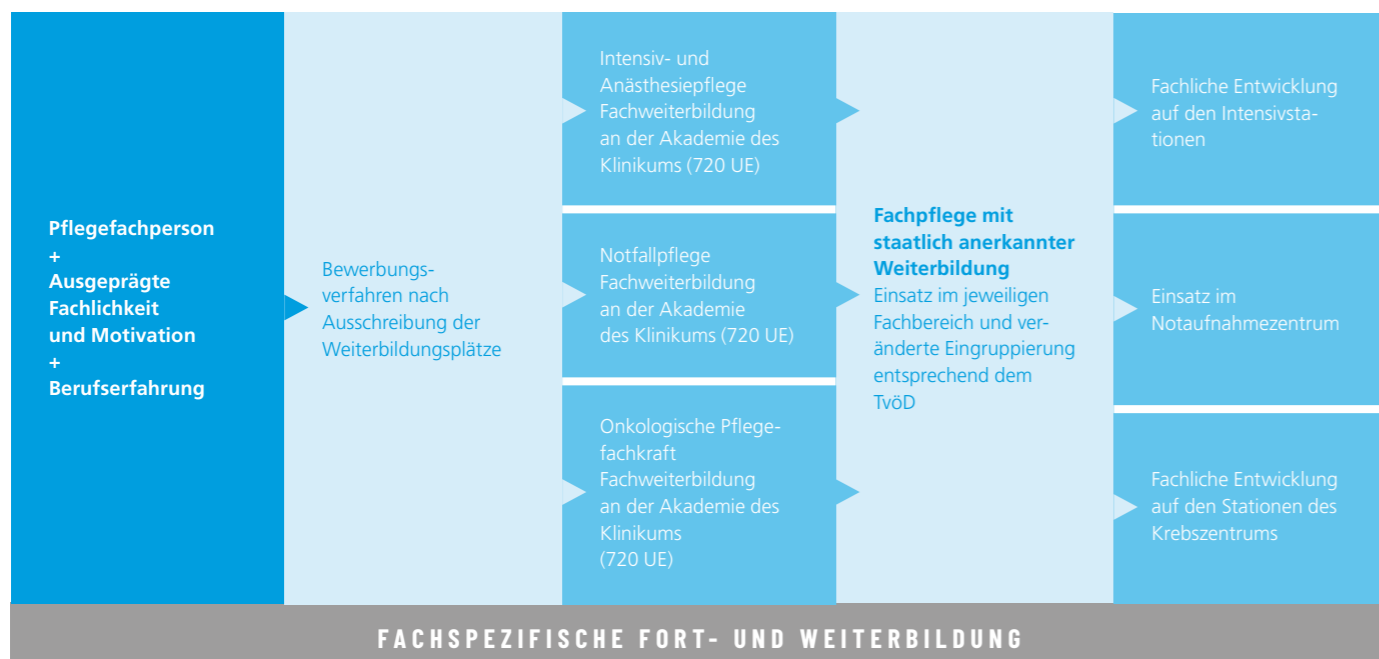 Pflegefachperson
+
Ausgeprägte
Fachlichkeit
und Motivation
+
Berufserfahrung
Bewerbungs-
verfahren nach
Ausschreibung der
Weiterbildungsplätze
Intensiv- und
Anästhesiepflege
Fachweiterbildung
an der Akademie des
Klinikums (720 UE)
Notfallpflege
Fachweiterbildung
an der Akademie
des Klinikums (720 UE)
Onkologische Pflege-
fachkraft
Fachweiterbildung
an der Akademie des
Klinikums
(720 UE)
Fachpflege mit
staatlich anerkannter
Weiterbildung
Einsatz im jeweiligen
Fachbereich und ver-
änderte Eingruppierung
entsprechend dem
TvöD
Fachliche Entwicklung
auf den Intensivsta-
tionen
Einsatz im
Notaufnahmezentrum
Fachliche Entwicklung
auf den Stationen des
Krebszentrums
FACHSPEZIFISCHE FORT- UND WEITERBILDUNG